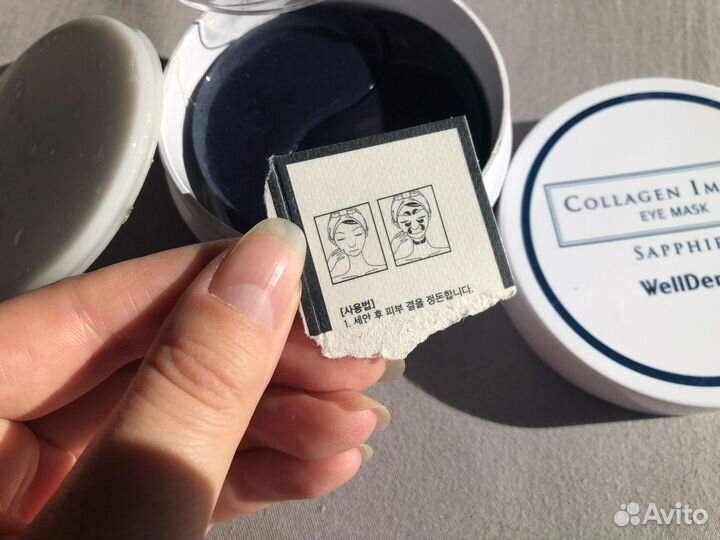 [사용법]
1. 세안 후 피부 결을 정돈합니다.
COLLAGEN IM
EYE MASK
SAPPHI
WellDer
Avito